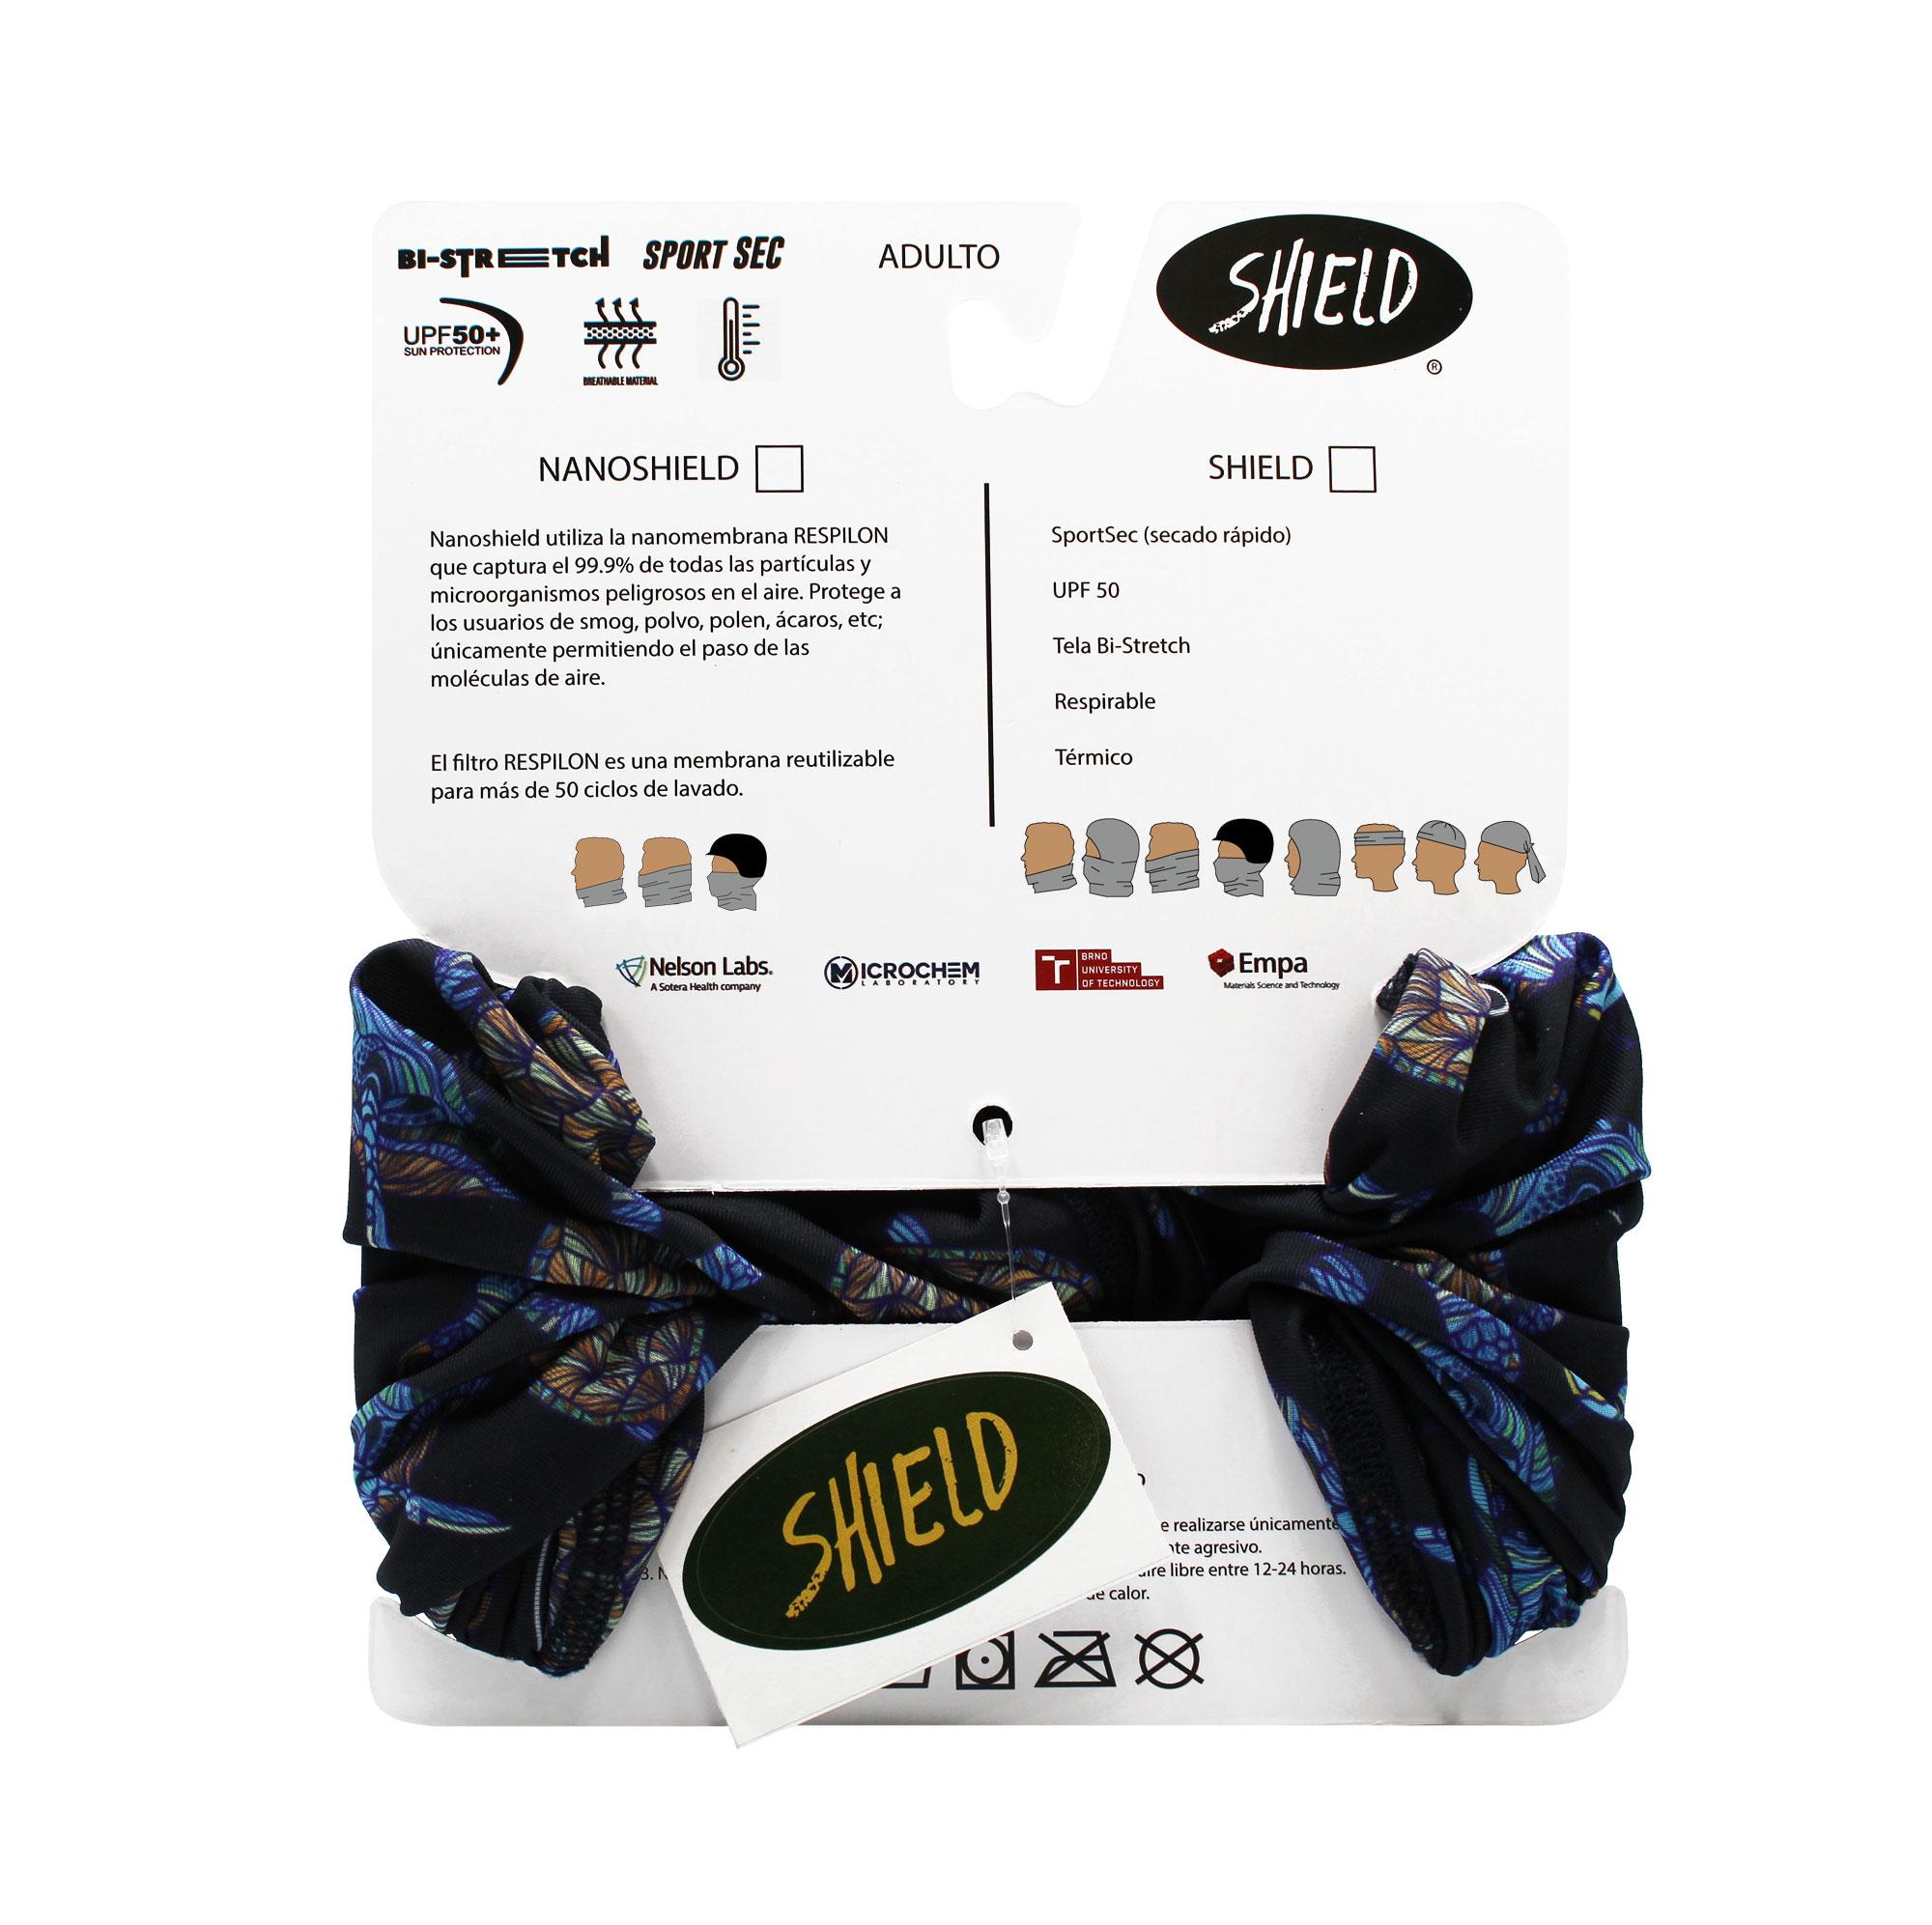 BI-STRETCH SPORT SEC ADULTO SHIELD
®
UPF50+
SUN PROTECTION
BREATHABLE MATERIAL
NANOSHIELD
Nanoshield utiliza la nanomembrana RESPILON
que captura el 99.9% de todas las partículas y
microorganismos peligrosos en el aire. Protege a
los usuarios de smog, polvo, polen, ácaros, etc;
únicamente permitiendo el paso de las
moléculas de aire.
El filtro RESPILON es una membrana reutilizable
para más de 50 ciclos de lavado.
SHIELD
SportSec (secado rápido)
UPF 50
Tela Bi-Stretch
Respirable
Térmico
Nelson Labs.
A Sotera Health company
MICROCHEM
LABORATORY
T BRNO
UNIVERSITY
OF TECHNOLOGY
Empa
Materials Science and Technology
SHIELD
realizarse únicamente
agresivo.
3. libre entre 12-24 horas.
de calor.